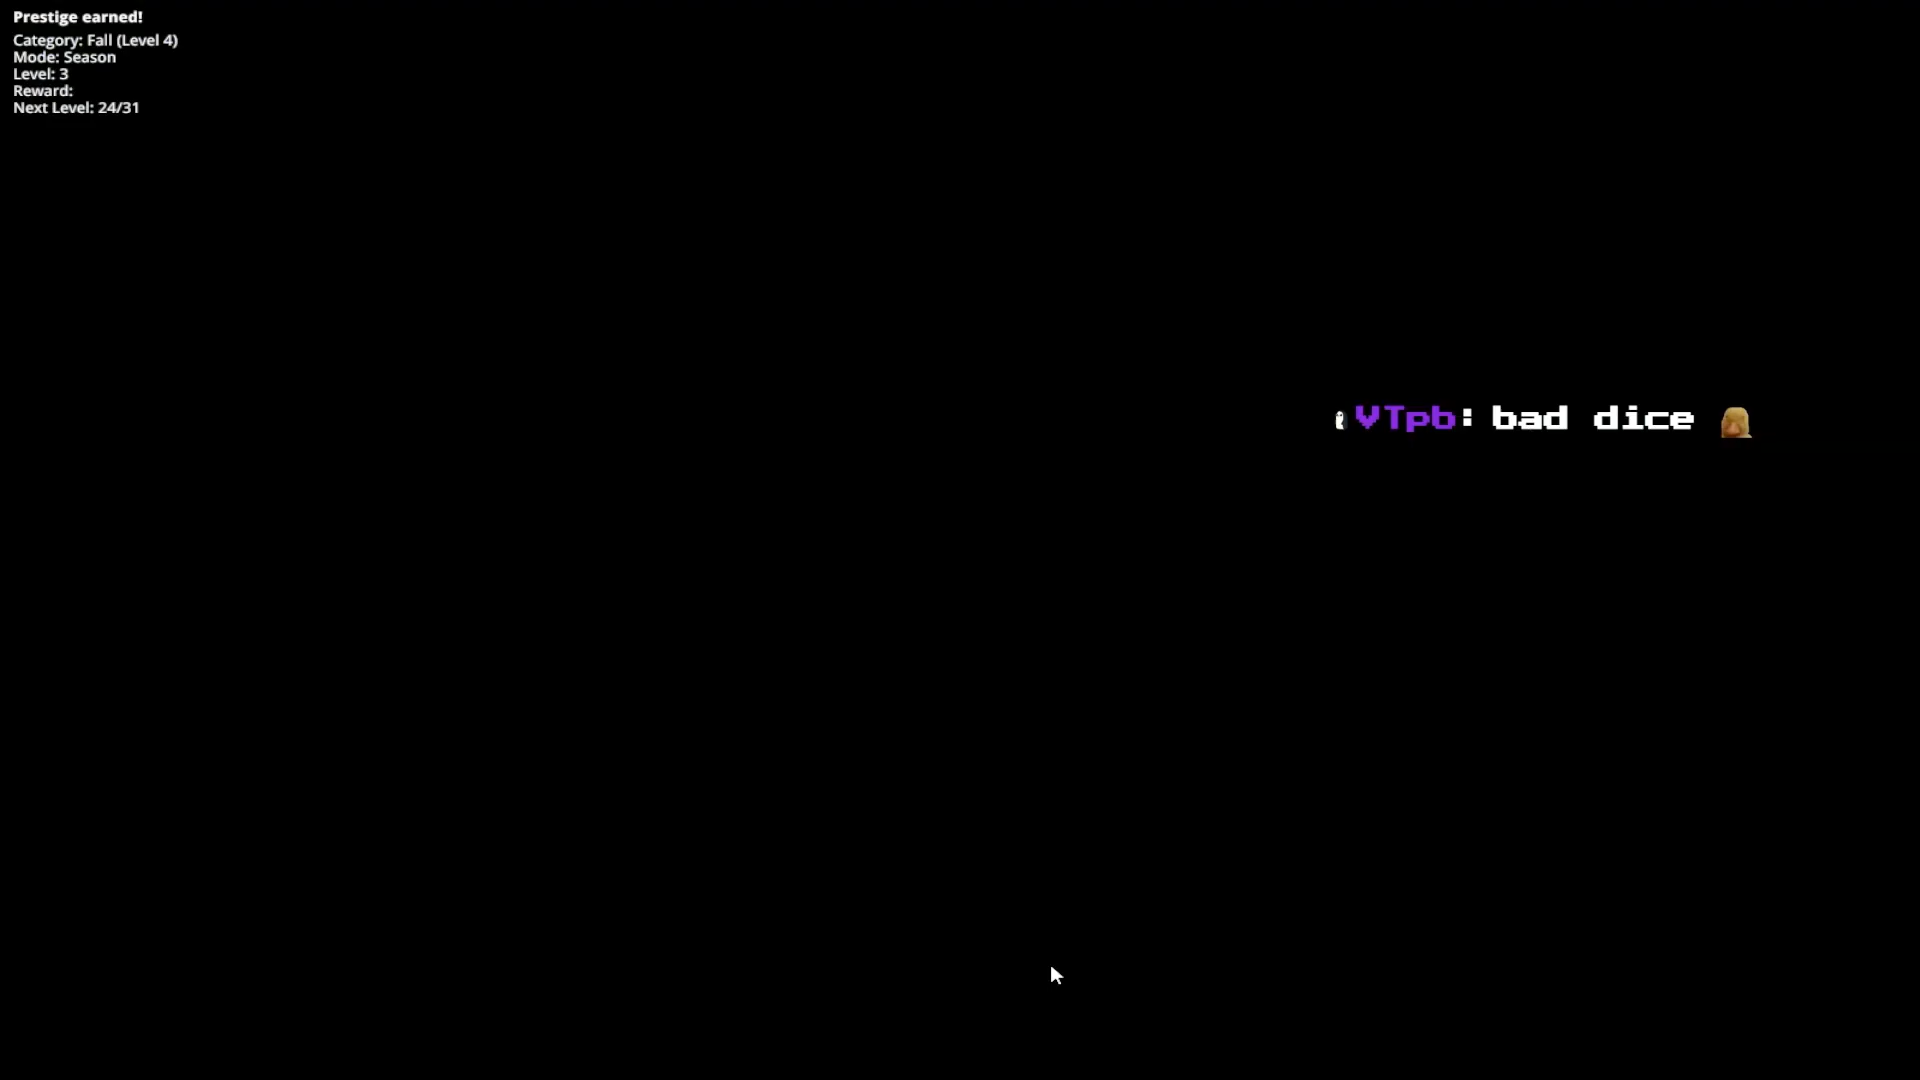 Prestige earned!
Category: Fall (Level 4)
Mode: Season
Level: 3
Reward:
Next Level: 24/31
VTpb: bad dice